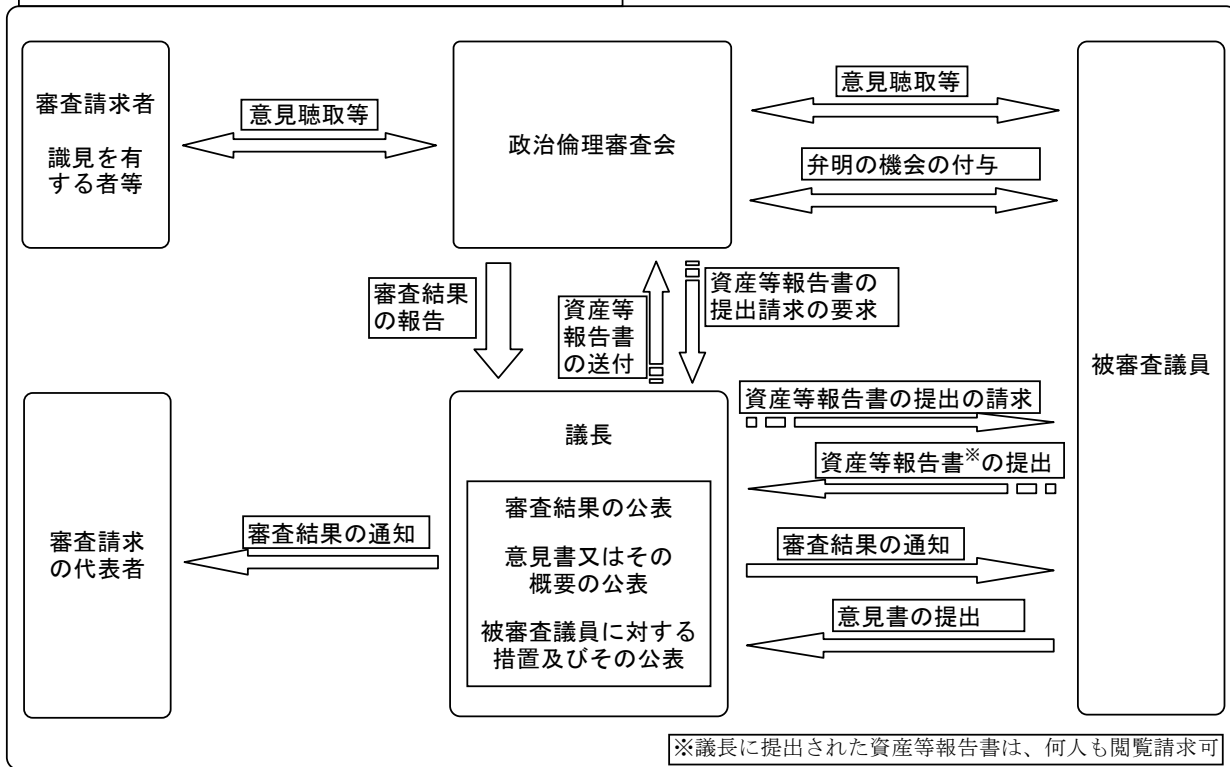 審査請求者
識見を有
する者等
意見聴取等
政治倫理審査会
意見聴取等
弁明の機会の付与
審査結果
の報告
資産等
報告書
の送付
資産等報告書の
提出請求の要求
被審査議員
議長
資産等報告書の提出の請求
資産等報告書※の提出
審査結果の公表
意見書又はその
概要の公表
被審査議員に対する
措置及びその公表
審査結果の通知
審査請求
の代表者
審査結果の通知
意見書の提出
※議長に提出された資産等報告書は、何人も閲覧請求可